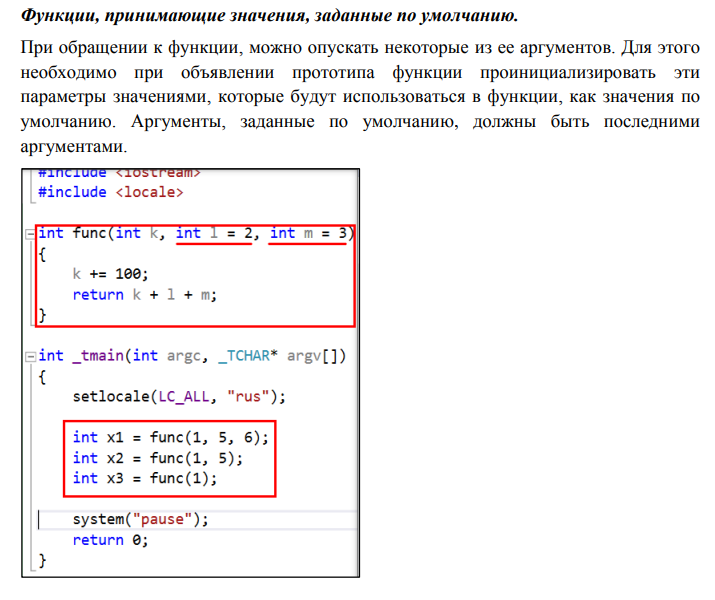 Функции, принимающие значения, заданные по умолчанию.
При обращении к функции, можно опускать некоторые из ее аргументов. Для этого
необходимо при объявлении прототипа функции проинициализировать эти
параметры значениями, которые будут использоваться в функции, как значения по
умолчанию. Аргументы, заданные по умолчанию, должны быть последними
аргументами.
#include <iostream>
#include <locale>
int func(int k, int l = 2, int m = 3)
{
k += 100;
return k + l + m;
}
int _tmain(int argc, _TCHAR* argv[])
{
setlocale(LC_ALL, "rus");
int x1 = func(1, 5, 6);
int x2 = func(1, 5);
int x3 = func(1);
system("pause");
return 0;
}